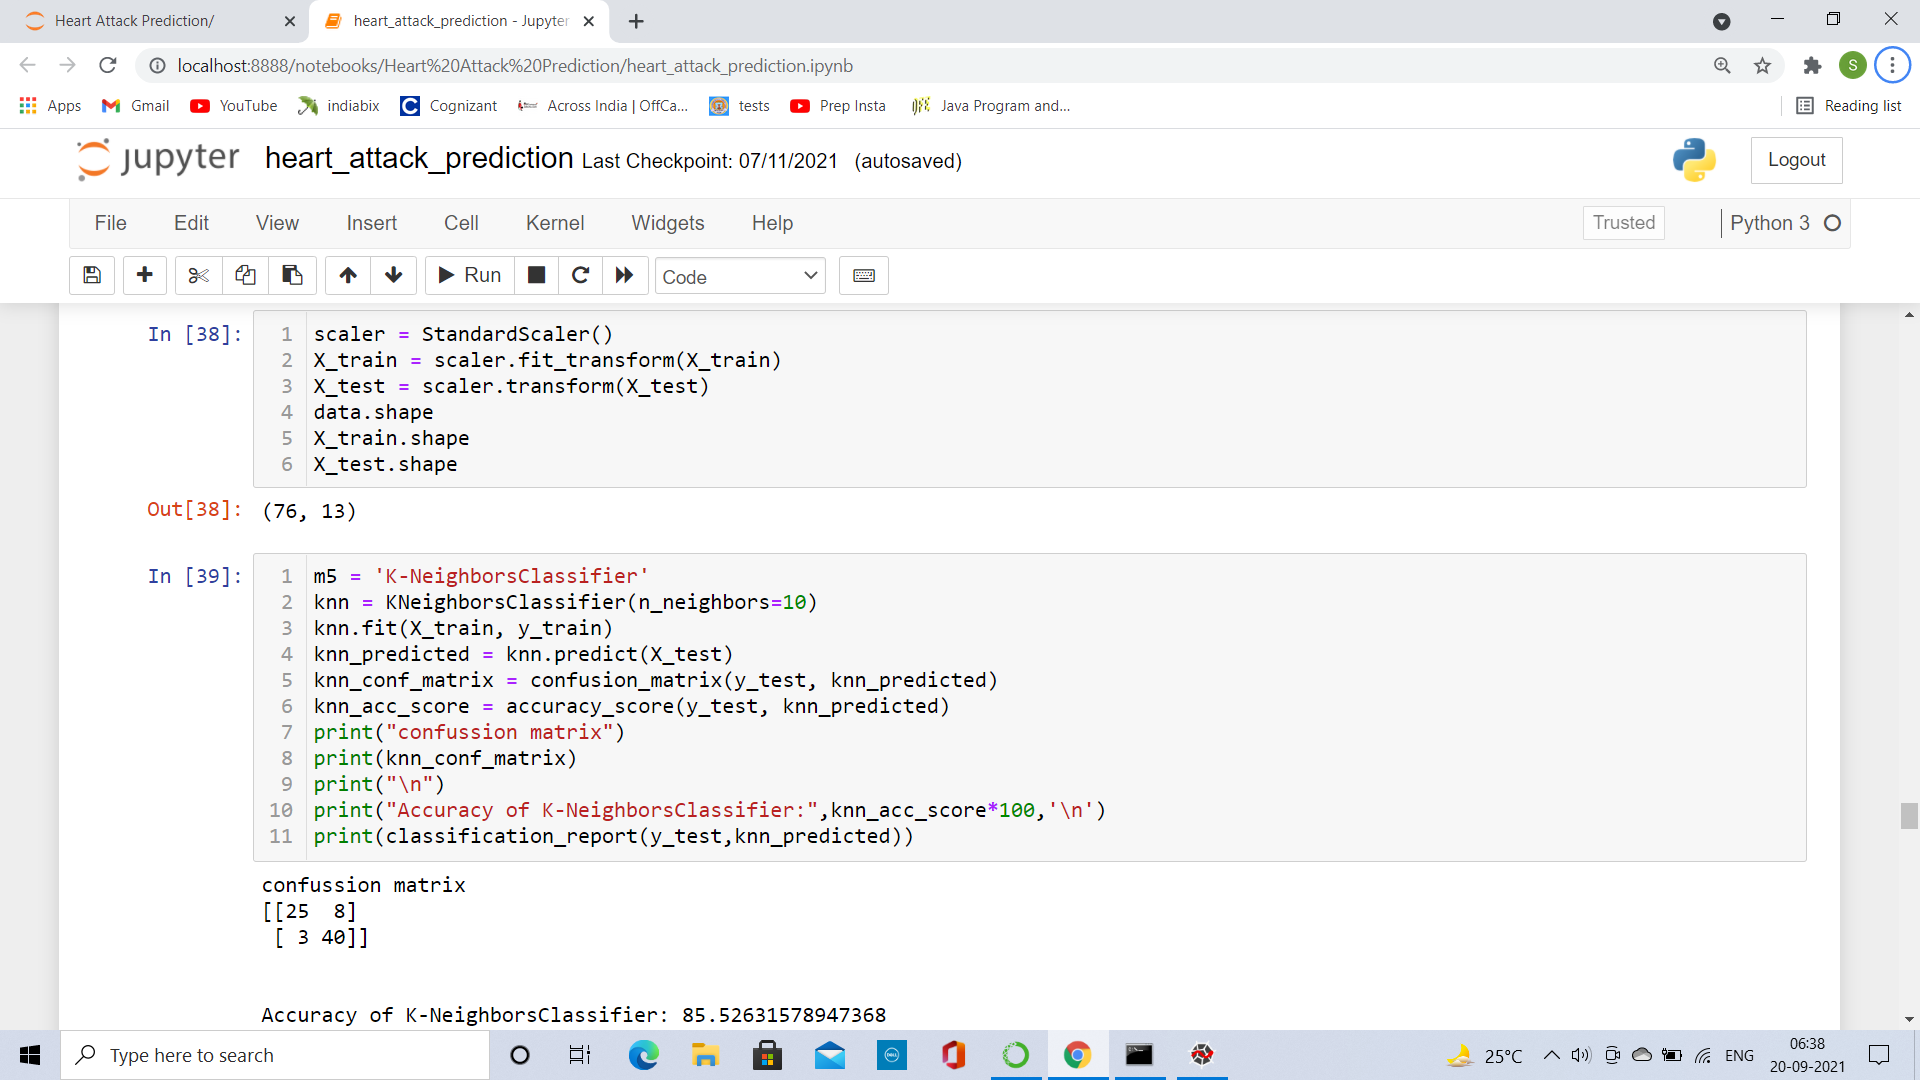 Heart Attack Prediction/
heart_attack_prediction - Jupyter
localhost:8888/notebooks/Heart%20Attack%20Prediction/heart_attack_prediction.ipynb
S
Apps
Gmail
YouTube
indiabix
Cognizant
Across India | OffCa...
tests
Prep Insta
Java Program and...
Reading list
jupyter
heart_attack_prediction Last Checkpoint: 07/11/2021 (autosaved)
Logout
File Edit View Insert Cell Kernel Widgets Help
Trusted
Python 3
Run
Code
In [38]:
1 scaler = StandardScaler()
2 X_train = scaler.fit_transform(X_train)
3 X_test = scaler.transform(X_test)
4 data.shape
5 X_train.shape
6 X_test.shape
Out[38]: (76, 13)
In [39]:
1 m5 = 'K-NeighborsClassifier'
2 knn = KNeighborsClassifier(n_neighbors=10)
3 knn.fit(X_train, y_train)
4 knn_predicted = knn.predict(X_test)
5 knn_conf_matrix = confusion_matrix(y_test, knn_predicted)
6 knn_acc_score = accuracy_score(y_test, knn_predicted)
7 print("confussion matrix")
8 print(knn_conf_matrix)
9 print("\n")
10 print("Accuracy of K-NeighborsClassifier:",knn_acc_score*100,'\n')
11 print(classification_report(y_test,knn_predicted))
confussion matrix
[[25  8]
 [ 3 40]]
Accuracy of K-NeighborsClassifier: 85.52631578947368
Type here to search
25°C
ENG
06:38
20-09-2021